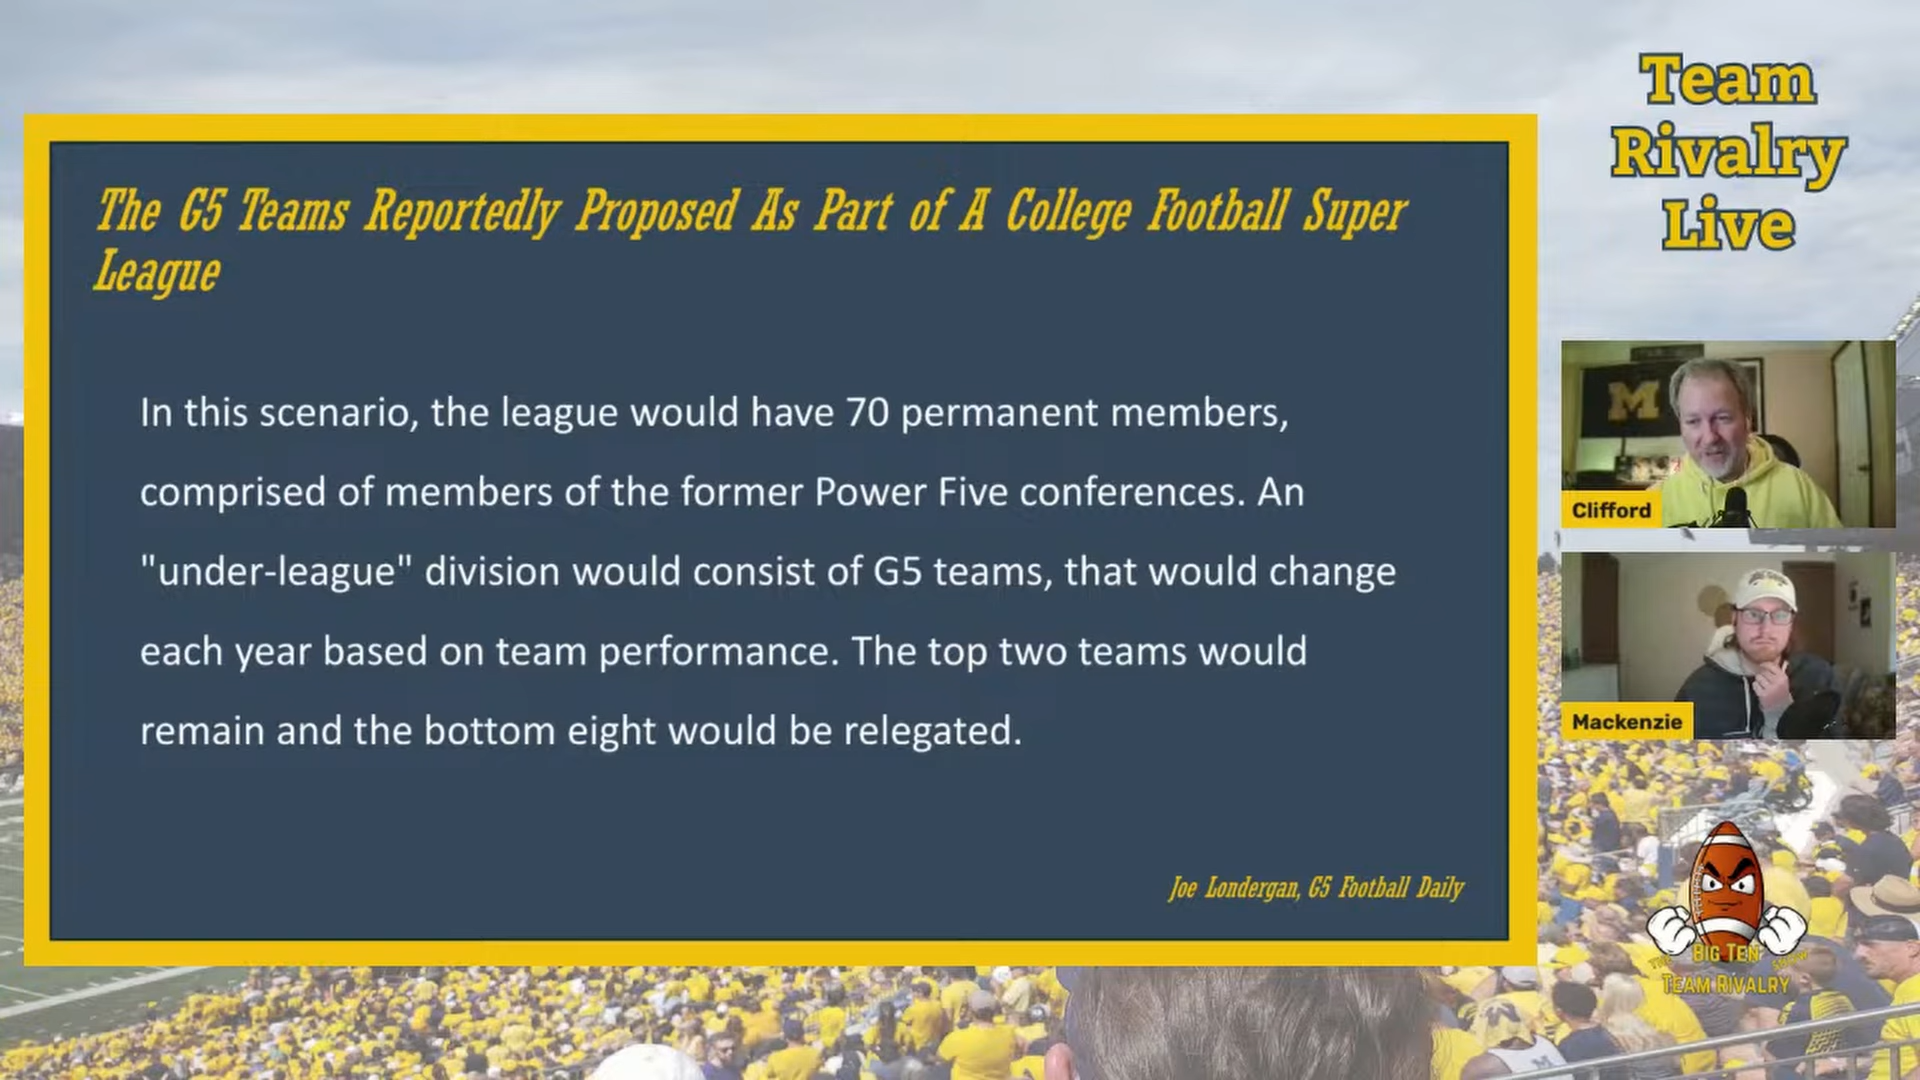 Team
Rivalry
Live
The G5 Teams Reportedly Proposed As Part of A College Football Super
League
In this scenario, the league would have 70 permanent members,
comprised of members of the former Power Five conferences. An
"under-league" division would consist of G5 teams, that would change
each year based on team performance. The top two teams would
remain and the bottom eight would be relegated.
Joe Londergan, G5 Football Daily
M
Clifford
Mackenzie
THE BIG TEN SHOW
TEAM RIVALRY